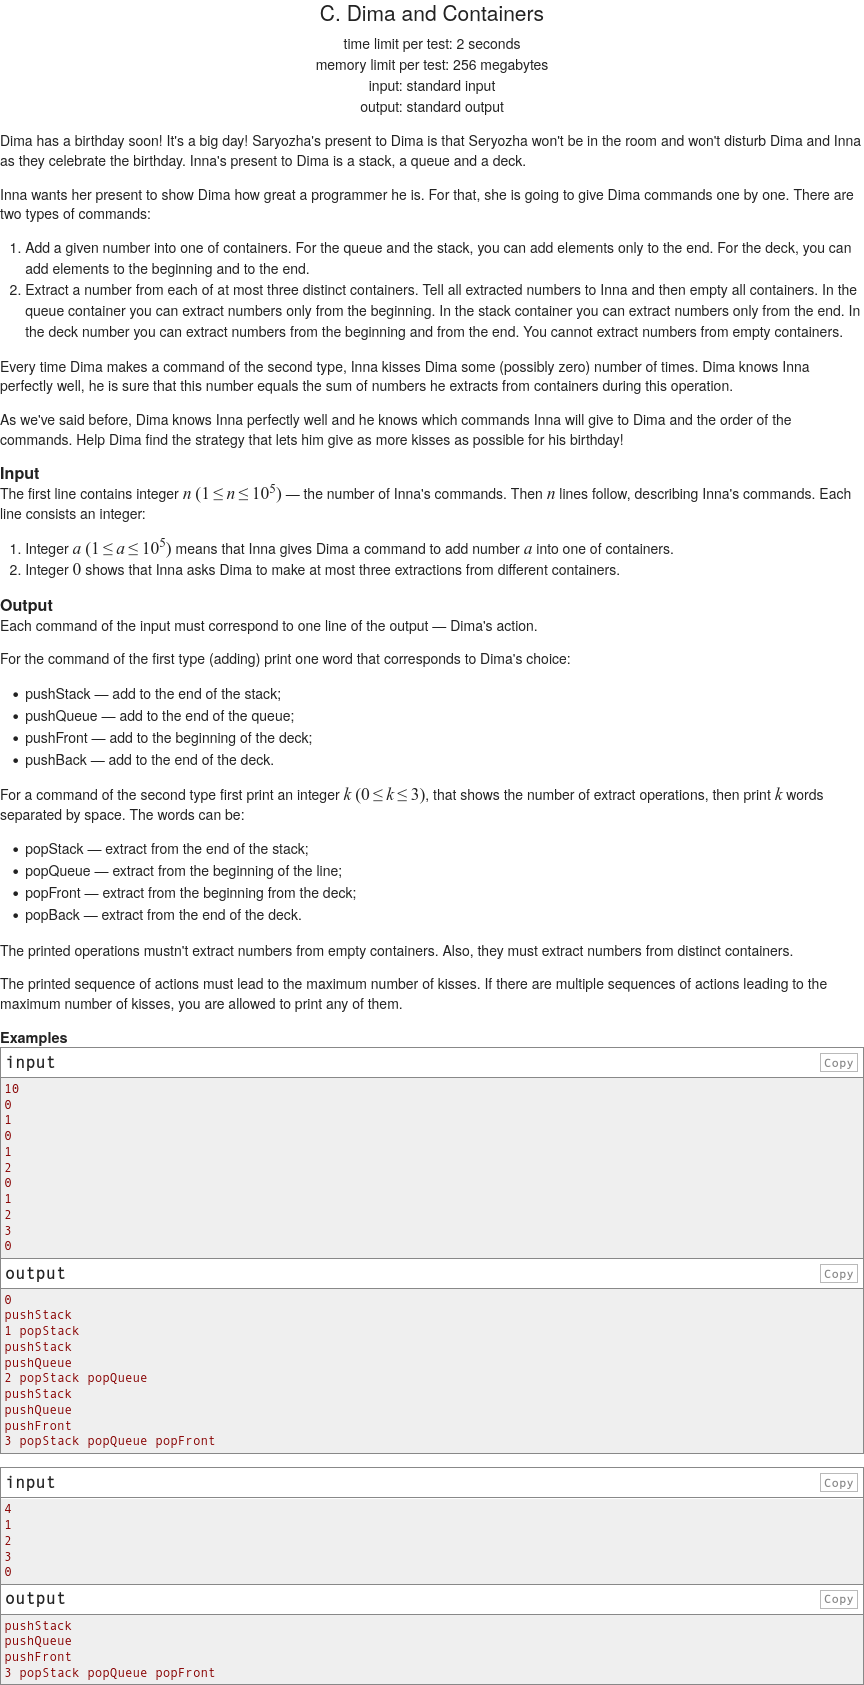 C. Dima and Containers
time limit per test: 2 seconds
memory limit per test: 256 megabytes
input: standard input
output: standard output
Dima has a birthday soon! It's a big day! Saryozha's present to Dima is that Seryozha won't be in the room and won't disturb Dima and Inna
as they celebrate the birthday. Inna's present to Dima is a stack, a queue and a deck.
Inna wants her present to show Dima how great a programmer he is. For that, she is going to give Dima commands one by one. There are
two types of commands:
1. Add a given number into one of containers. For the queue and the stack, you can add elements only to the end. For the deck, you can
add elements to the beginning and to the end.
2. Extract a number from each of at most three distinct containers. Tell all extracted numbers to Inna and then empty all containers. In the
queue container you can extract numbers only from the beginning. In the stack container you can extract numbers only from the end. In
the deck number you can extract numbers from the beginning and from the end. You cannot extract numbers from empty containers.
Every time Dima makes a command of the second type, Inna kisses Dima some (possibly zero) number of times. Dima knows Inna
perfectly well, he is sure that this number equals the sum of numbers he extracts from containers during this operation.
As we've said before, Dima knows Inna perfectly well and he knows which commands Inna will give to Dima and the order of the
commands. Help Dima find the strategy that lets him give as more kisses as possible for his birthday!
Input
The first line contains integer n (1 ≤ n ≤ 10^5) — the number of Inna's commands. Then n lines follow, describing Inna's commands. Each
line consists an integer:
1. Integer a (1 ≤ a ≤ 10^5) means that Inna gives Dima a command to add number a into one of containers.
2. Integer 0 shows that Inna asks Dima to make at most three extractions from different containers.
Output
Each command of the input must correspond to one line of the output — Dima's action.
For the command of the first type (adding) print one word that corresponds to Dima's choice:
• pushStack — add to the end of the stack;
• pushQueue — add to the end of the queue;
• pushFront — add to the beginning of the deck;
• pushBack — add to the end of the deck.
For a command of the second type first print an integer k (0 ≤ k ≤ 3), that shows the number of extract operations, then print k words
separated by space. The words can be:
• popStack — extract from the end of the stack;
• popQueue — extract from the beginning of the line;
• popFront — extract from the beginning from the deck;
• popBack — extract from the end of the deck.
The printed operations mustn't extract numbers from empty containers. Also, they must extract numbers from distinct containers.
The printed sequence of actions must lead to the maximum number of kisses. If there are multiple sequences of actions leading to the
maximum number of kisses, you are allowed to print any of them.
Examples
input Copy
10
0
1
0
1
2
0
1
2
3
0
output Copy
0
pushStack
1 popStack
pushStack
pushQueue
2 popStack popQueue
pushStack
pushQueue
pushFront
3 popStack popQueue popFront
input Copy
4
1
2
3
0
output Copy
pushStack
pushQueue
pushFront
3 popStack popQueue popFront